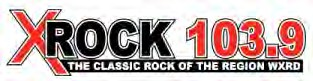 XROCK 103.9
THE CLASSIC ROCK OF THE REGION WXRD